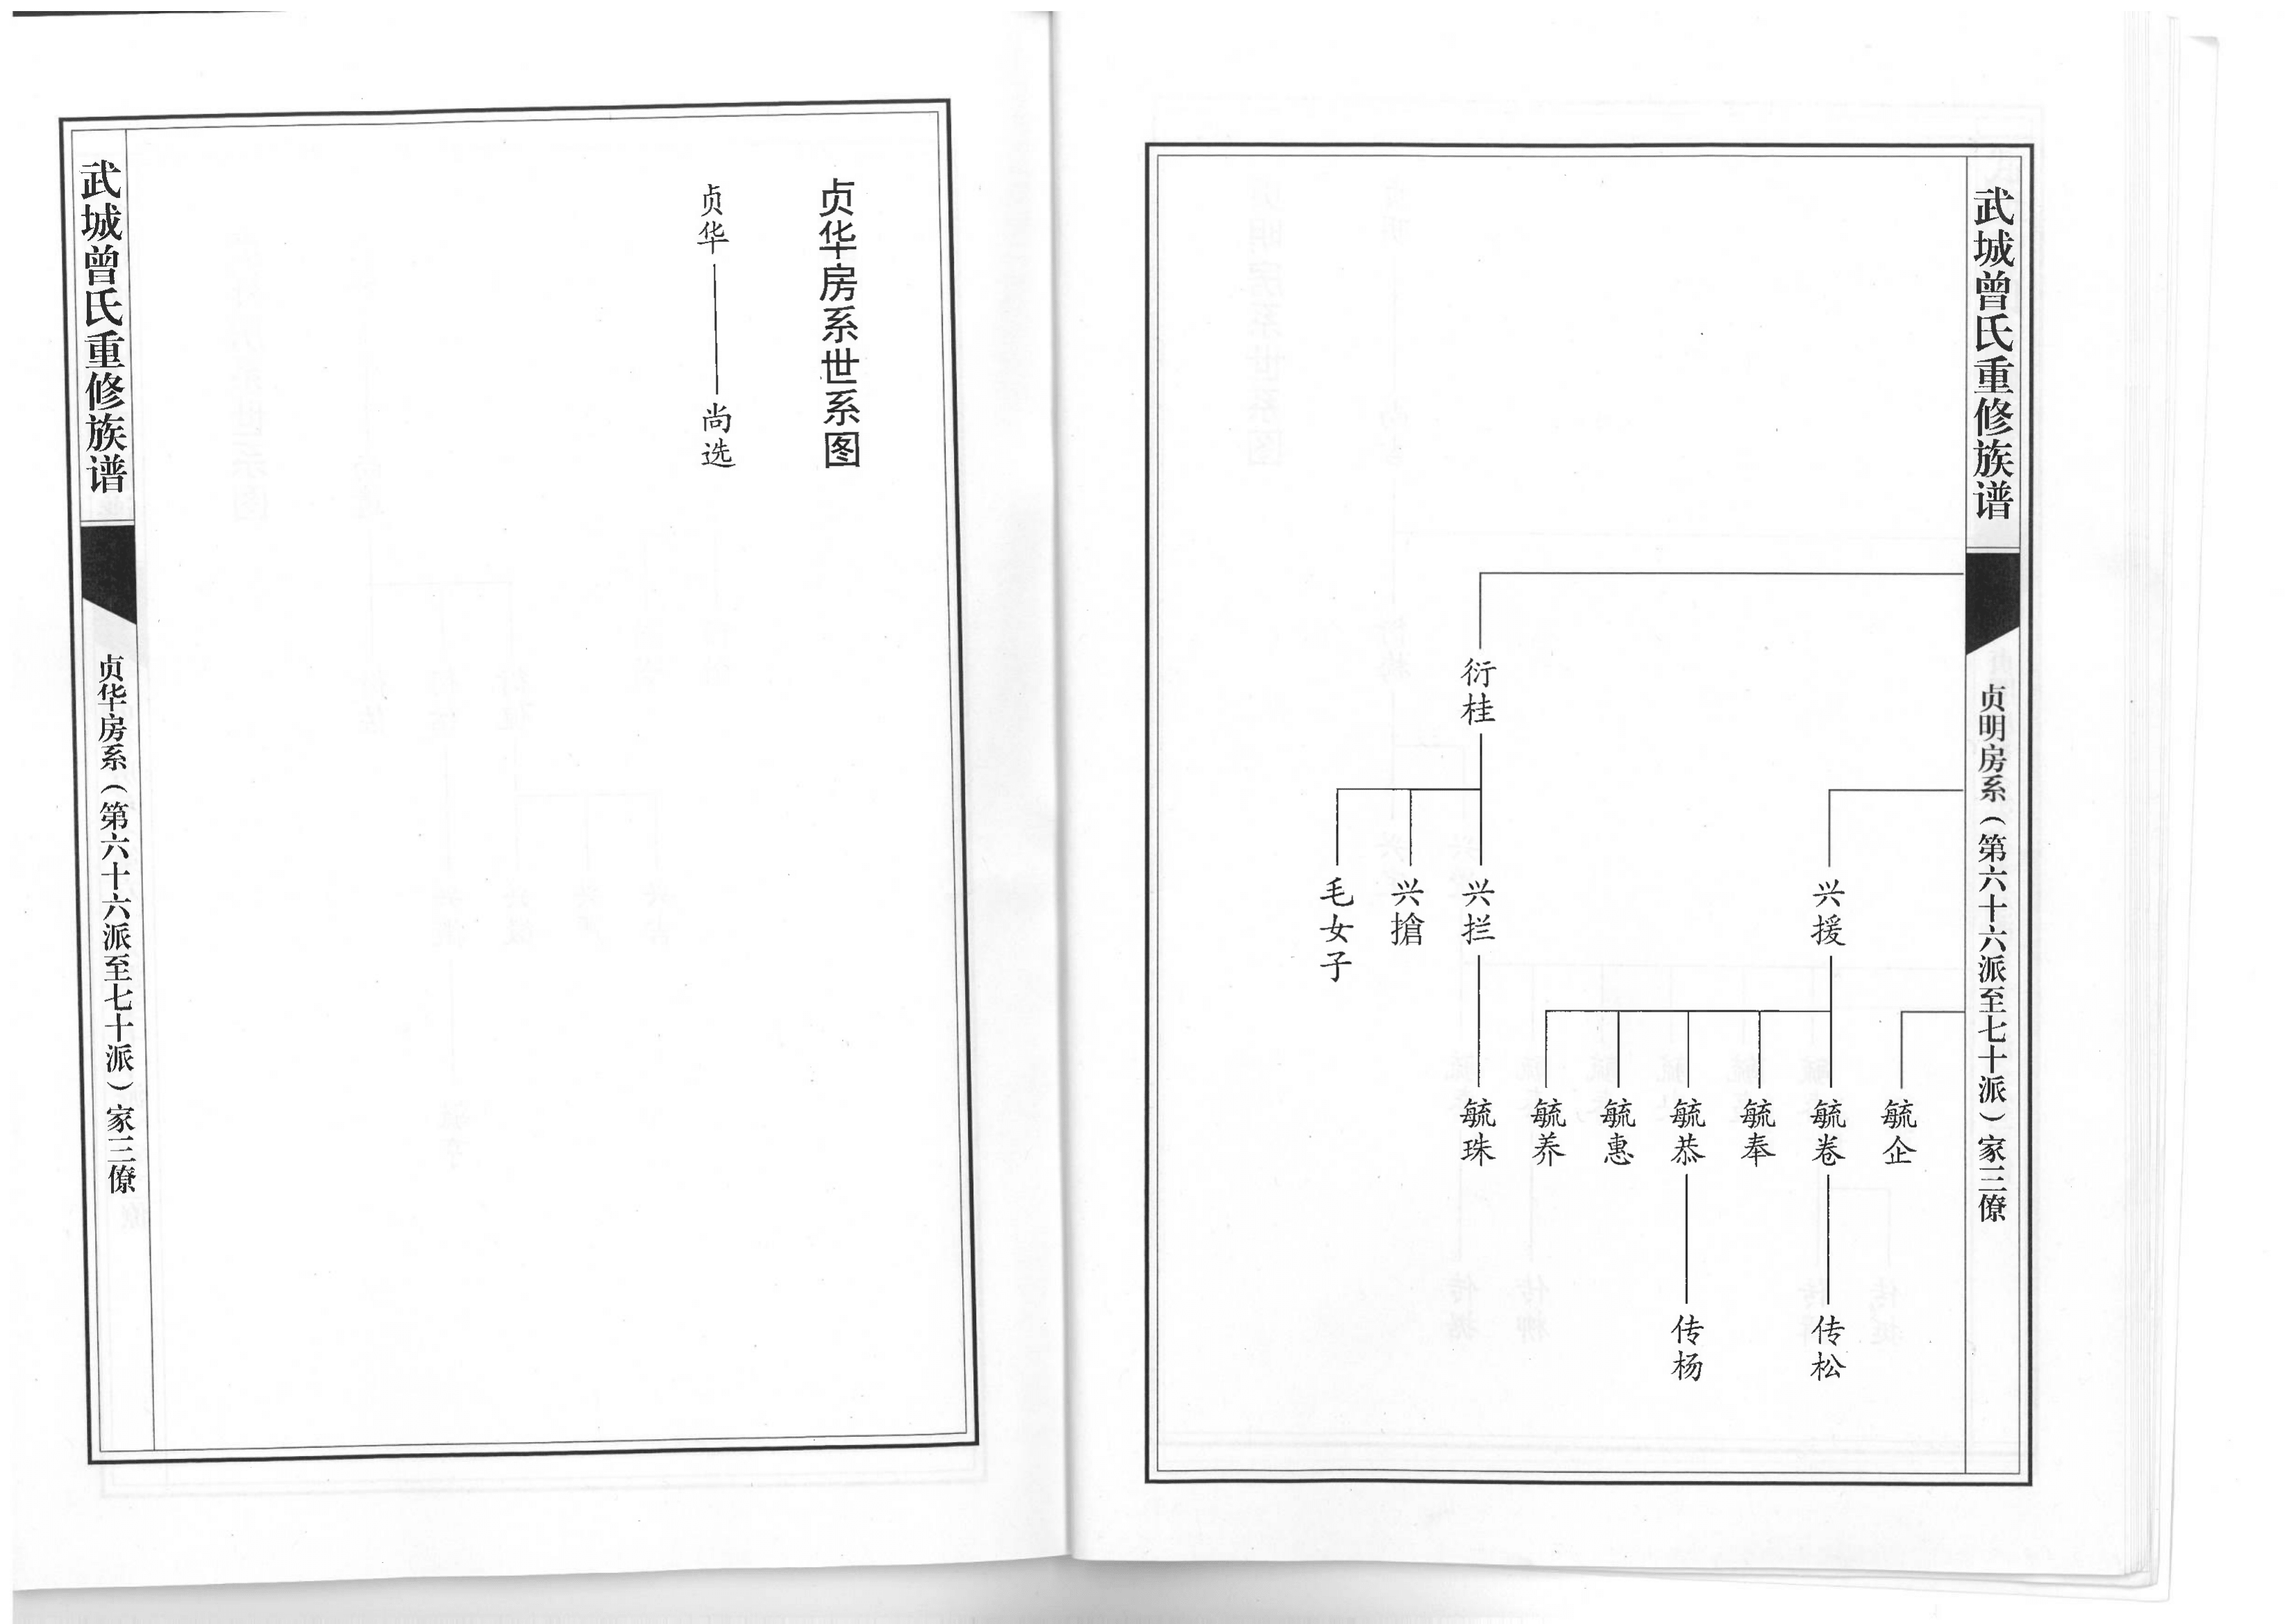 武城曾氏重修族谱
贞明房系（第六十六派至七十派）家三僚
毓企
兴援
毓卷
传松
毓奉
毓恭
传杨
毓惠
毓养
衍桂
兴拦
毓珠
兴搶
毛女子
贞华房系世系图
贞华
尚选
武城曾氏重修族谱
贞华房系（第六十六派至七十派）家三僚